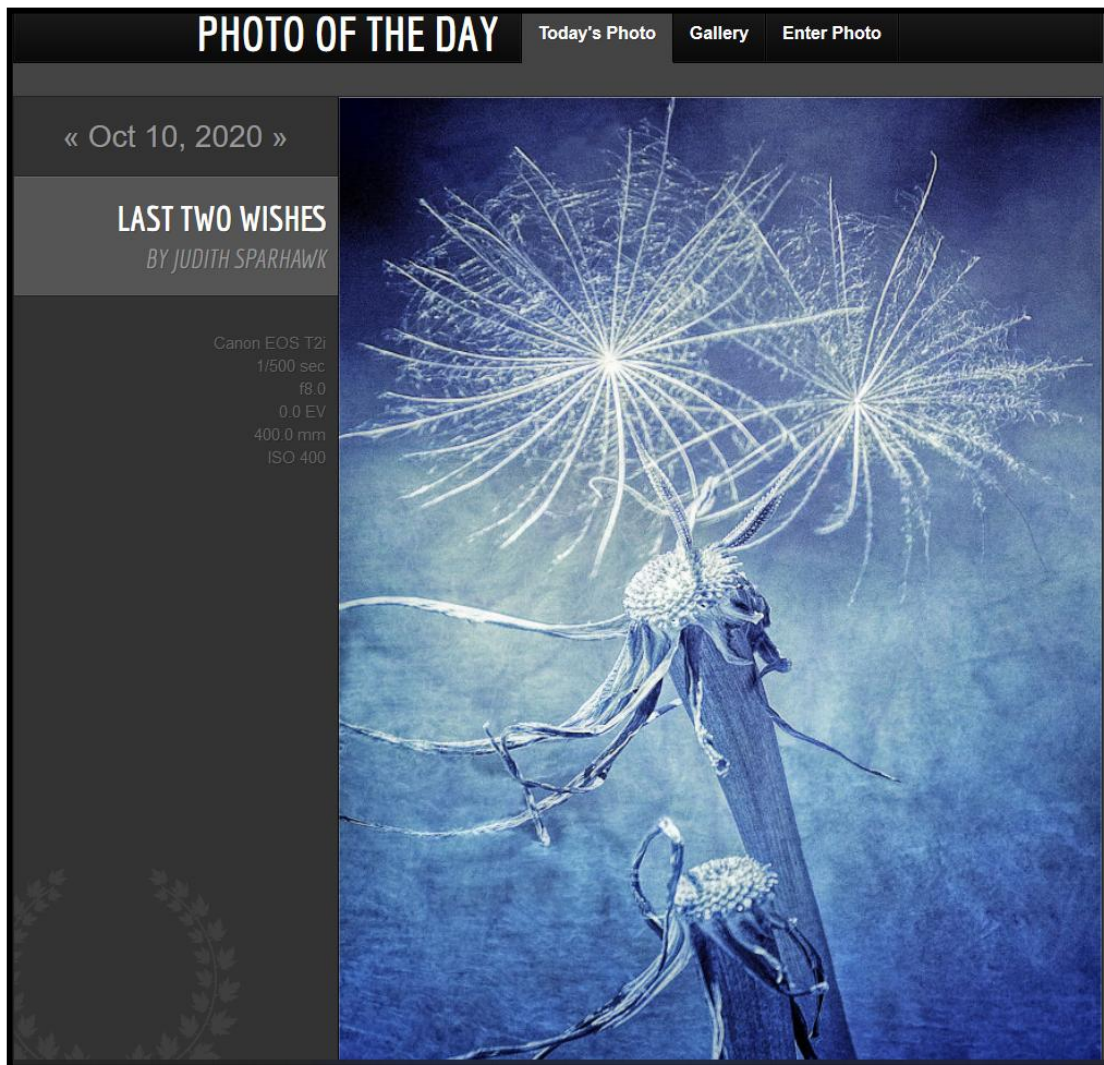 PHOTO OF THE DAY
Today's Photo Gallery Enter Photo
« Oct 10, 2020 »
LAST TWO WISHES
BY JUDITH SPARHAWK
Canon EOS T2i
1/500 sec
f8.0
0.0 EV
400.0 mm
ISO 400